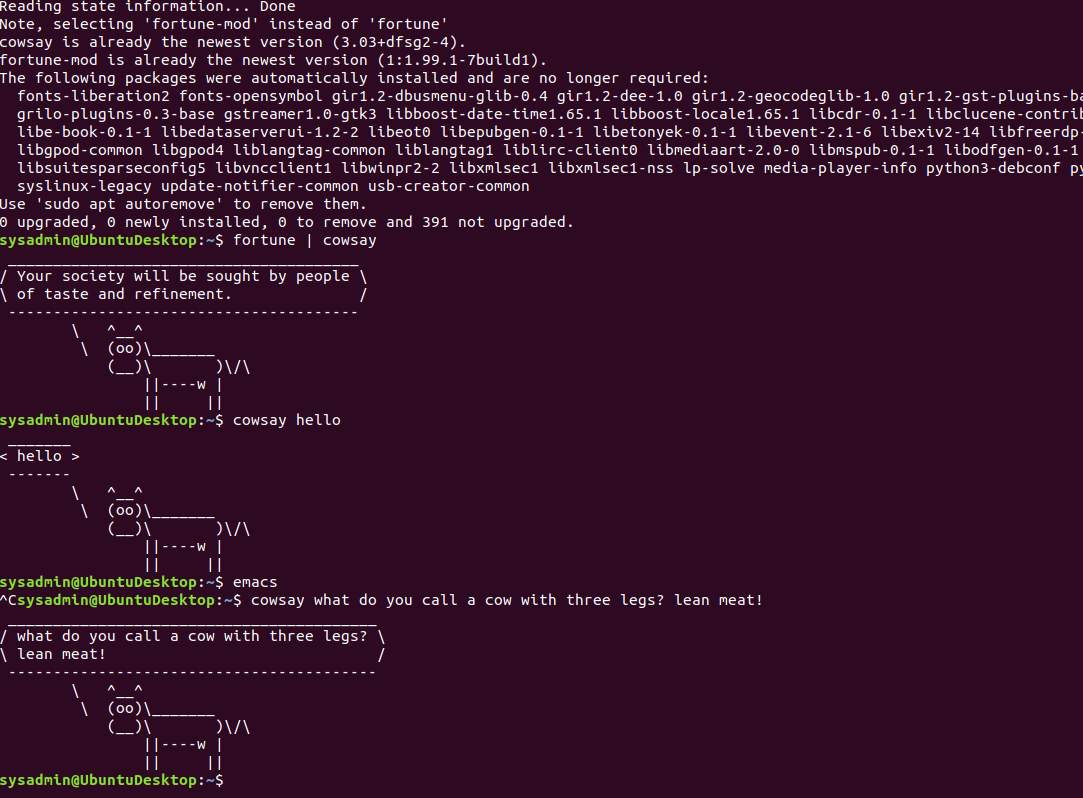 Reading state information... Done
Note, selecting 'fortune-mod' instead of 'fortune'
cowsay is already the newest version (3.03+dfsg2-4).
fortune-mod is already the newest version (1:1.99.1-7build1).
The following packages were automatically installed and are no longer required:
  fonts-liberation2 fonts-opensymbol gir1.2-dbusmenu-glib-0.4 gir1.2-dee-1.0 gir1.2-geocodeglib-1.0 gir1.2-gst-plugins-ba
  grilo-plugins-0.3-base gstreamer1.0-gtk3 libboost-date-time1.65.1 libboost-locale1.65.1 libcdr-0.1-1 libclucene-contrib
  libe-book-0.1-1 libedataserverui-1.2-2 libeot0 libepubgen-0.1-1 libetonyek-0.1-1 libevent-2.1-6 libexiv2-14 libfreerdp-
  libgpod-common libgpod4 liblangtag-common liblangtag1 liblirc-client0 libmediaart-2.0-0 libmspub-0.1-1 libodfgen-0.1-1
  libsuitesparseconfig5 libvncclient1 libwinpr2-2 libxmlsec1 libxmlsec1-nss lp-solve media-player-info python3-debconf py
  syslinux-legacy update-notifier-common usb-creator-common
Use 'sudo apt autoremove' to remove them.
0 upgraded, 0 newly installed, 0 to remove and 391 not upgraded.
sysadmin@UbuntuDesktop:~$ fortune | cowsay
 _______________________________________
/ Your society will be sought by people \
\ of taste and refinement.              /
 ---------------------------------------
        \   ^__^
         \  (oo)\_______
            (__)\       )\/\
                ||----w |
                ||     ||
sysadmin@UbuntuDesktop:~$ cowsay hello
 _______
< hello >
 -------
        \   ^__^
         \  (oo)\_______
            (__)\       )\/\
                ||----w |
                ||     ||
sysadmin@UbuntuDesktop:~$ emacs
^Csysadmin@UbuntuDesktop:~$ cowsay what do you call a cow with three legs? lean meat!
 _________________________________________
/ what do you call a cow with three legs? \
\ lean meat!                              /
 -----------------------------------------
        \   ^__^
         \  (oo)\_______
            (__)\       )\/\
                ||----w |
                ||     ||
sysadmin@UbuntuDesktop:~$